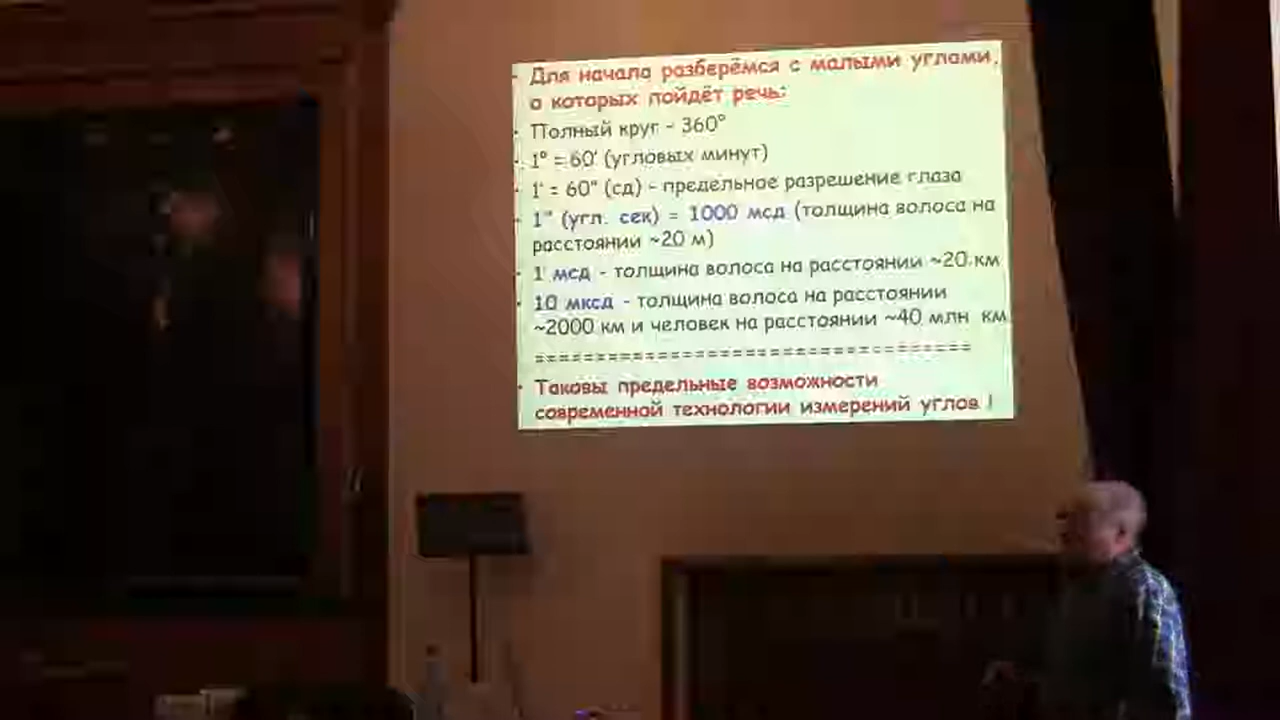 Для начала разберёмся с малыми углами,
о которых пойдёт речь:
Полный круг - 360°
1° = 60' (угловых минут)
1' = 60" (сд) - предельное разрешение глаза
1" (угл. сек) = 1000 мсд (толщина волоса на
расстоянии ~20 м)
1 мсд - толщина волоса на расстоянии ~20 км
10 мксд - толщина волоса на расстоянии
~2000 км и человек на расстоянии ~40 млн км
===================================
Таковы предельные возможности
современной технологии измерений углов !